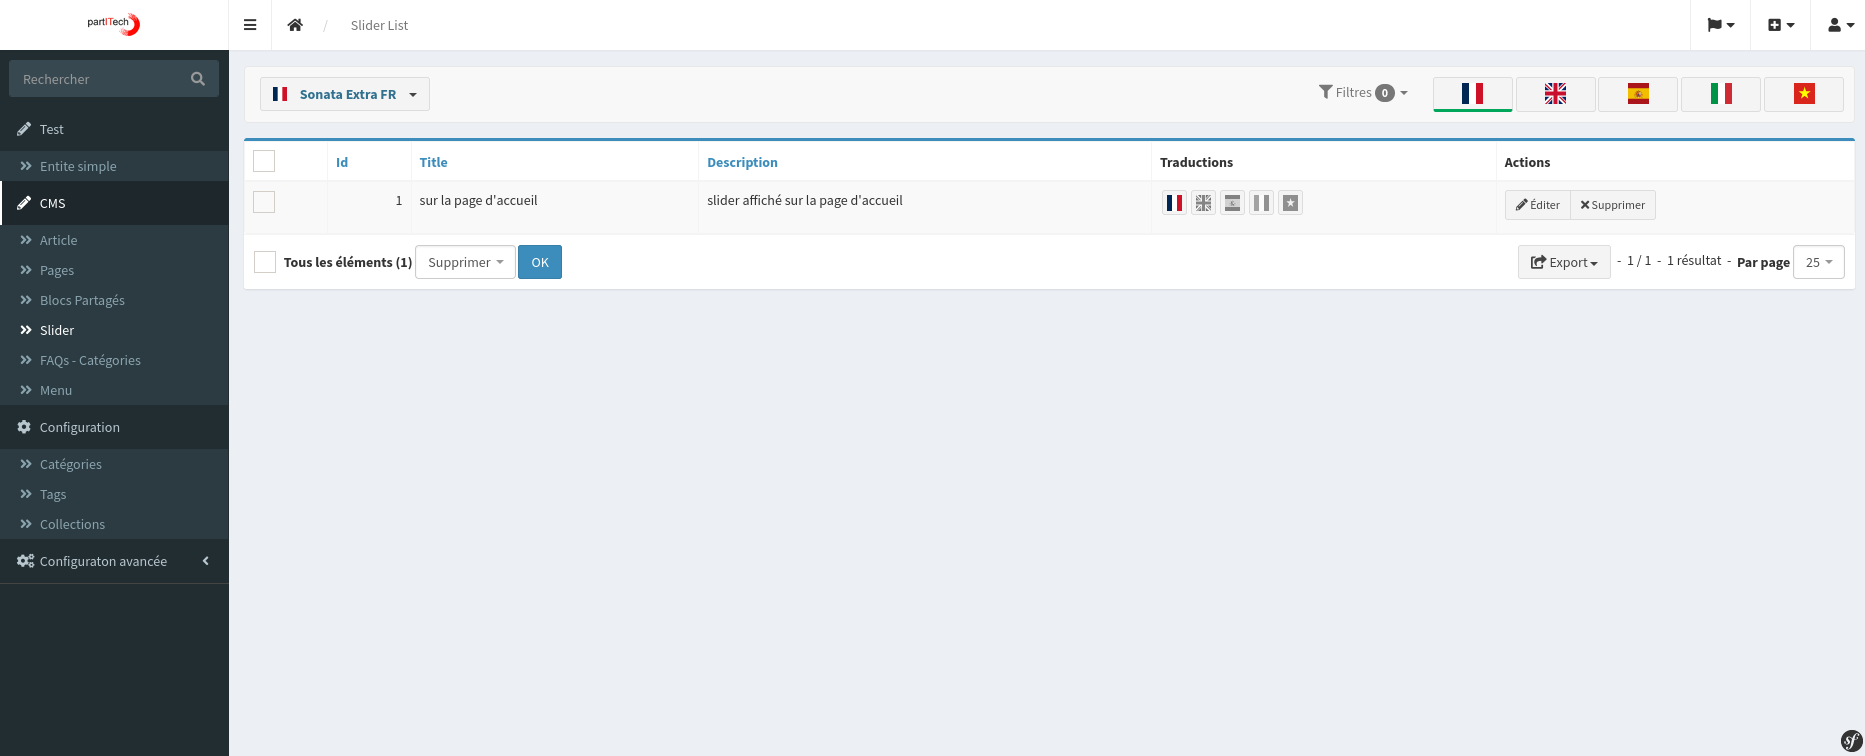 partITech
Slider List
Rechercher
Test
Entite simple
CMS
Article
Pages
Blocs Partagés
Slider
FAQs - Catégories
Menu
Configuration
Catégories
Tags
Collections
Configuraton avancée
Sonata Extra FR
Filtres 0
Id Title Description Traductions Actions
1 sur la page d'accueil slider affiché sur la page d'accueil Éditer Supprimer
Tous les éléments (1) Supprimer OK Export - 1 / 1 - 1 résultat - Par page 25
sf